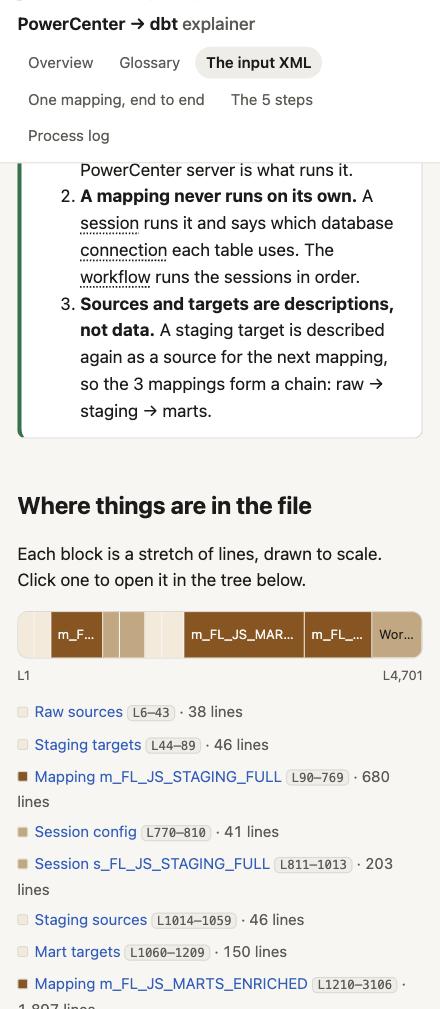 PowerCenter → dbt explainer
Overview
Glossary
The input XML
One mapping, end to end
The 5 steps
Process log
PowerCenter server is what runs it.
2. A mapping never runs on its own. A
session runs it and says which database
connection each table uses. The
workflow runs the sessions in order.
3. Sources and targets are descriptions,
not data. A staging target is described
again as a source for the next mapping,
so the 3 mappings form a chain: raw →
staging → marts.
Where things are in the file
Each block is a stretch of lines, drawn to scale.
Click one to open it in the tree below.
m_F…
m_FL_JS_MAR…
m_FL_…
Wor…
L1
L4,701
Raw sources L6–43 · 38 lines
Staging targets L44–89 · 46 lines
Mapping m_FL_JS_STAGING_FULL L90–769 · 680
lines
Session config L770–810 · 41 lines
Session s_FL_JS_STAGING_FULL L811–1013 · 203
lines
Staging sources L1014–1059 · 46 lines
Mart targets L1060–1209 · 150 lines
Mapping m_FL_JS_MARTS_ENRICHED L1210–3106 ·
1,897 lines